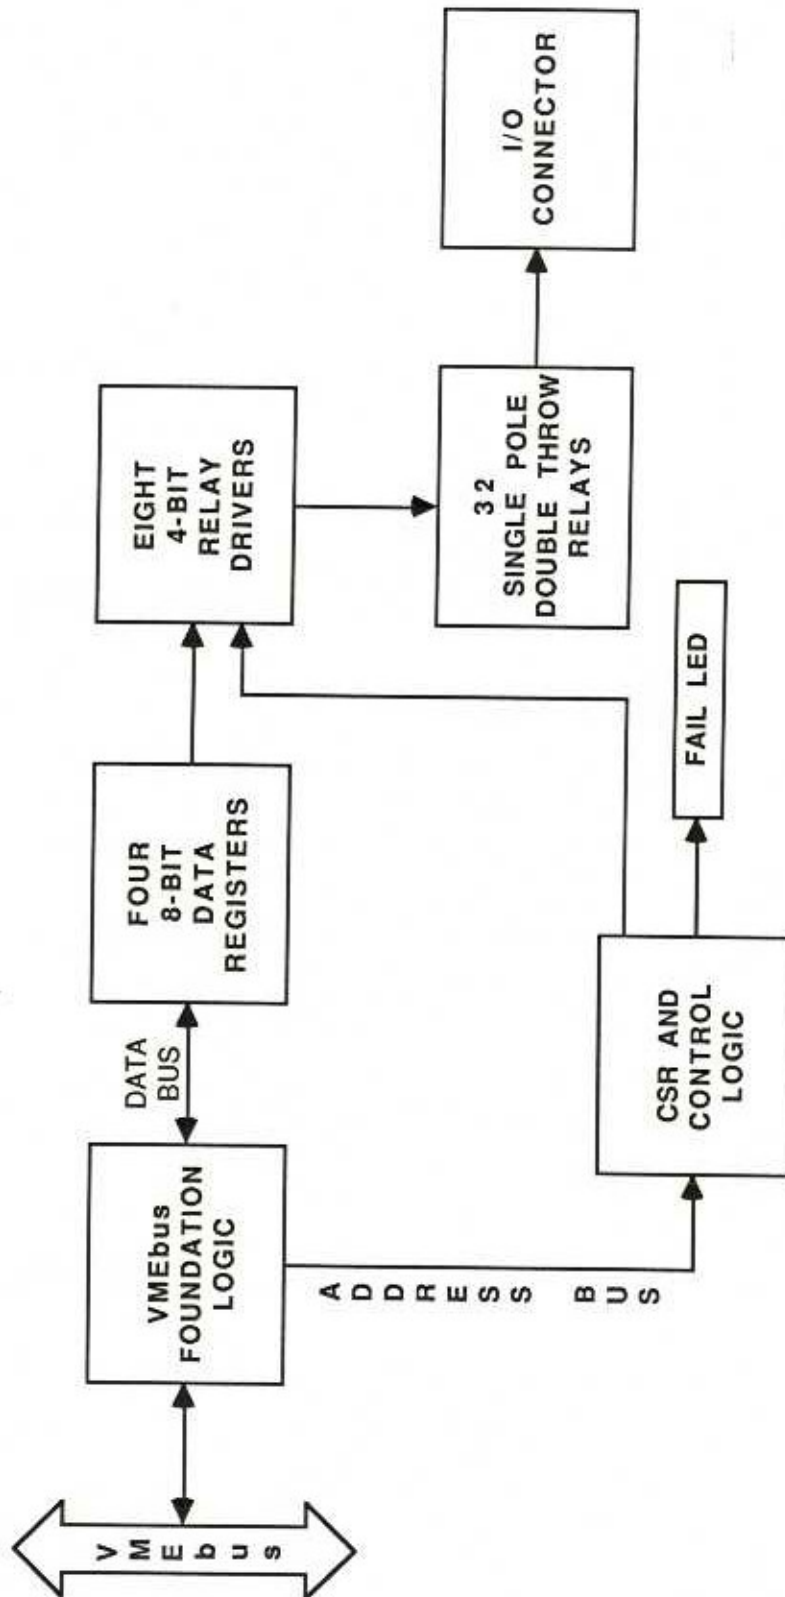 VMEbus
VMEbus
FOUNDATION
LOGIC
DATA
BUS
FOUR
8-BIT
DATA
REGISTERS
EIGHT
4-BIT
RELAY
DRIVERS
ADDRESS BUS
CSR AND
CONTROL
LOGIC
FAIL LED
32
SINGLE POLE
DOUBLE THROW
RELAYS
I/O
CONNECTOR